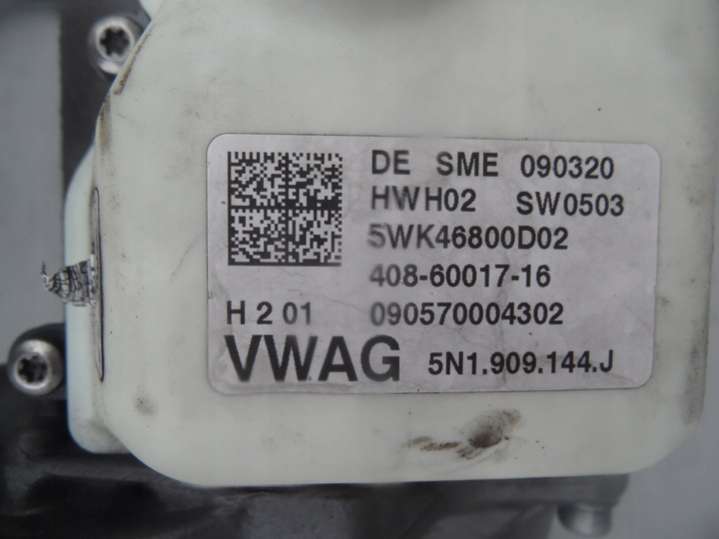 DE SME 090320
HWH02 SW0503
5WK46800D02
408-60017-16
H 2 01 090570004302
VWAG 5N1.909.144.J